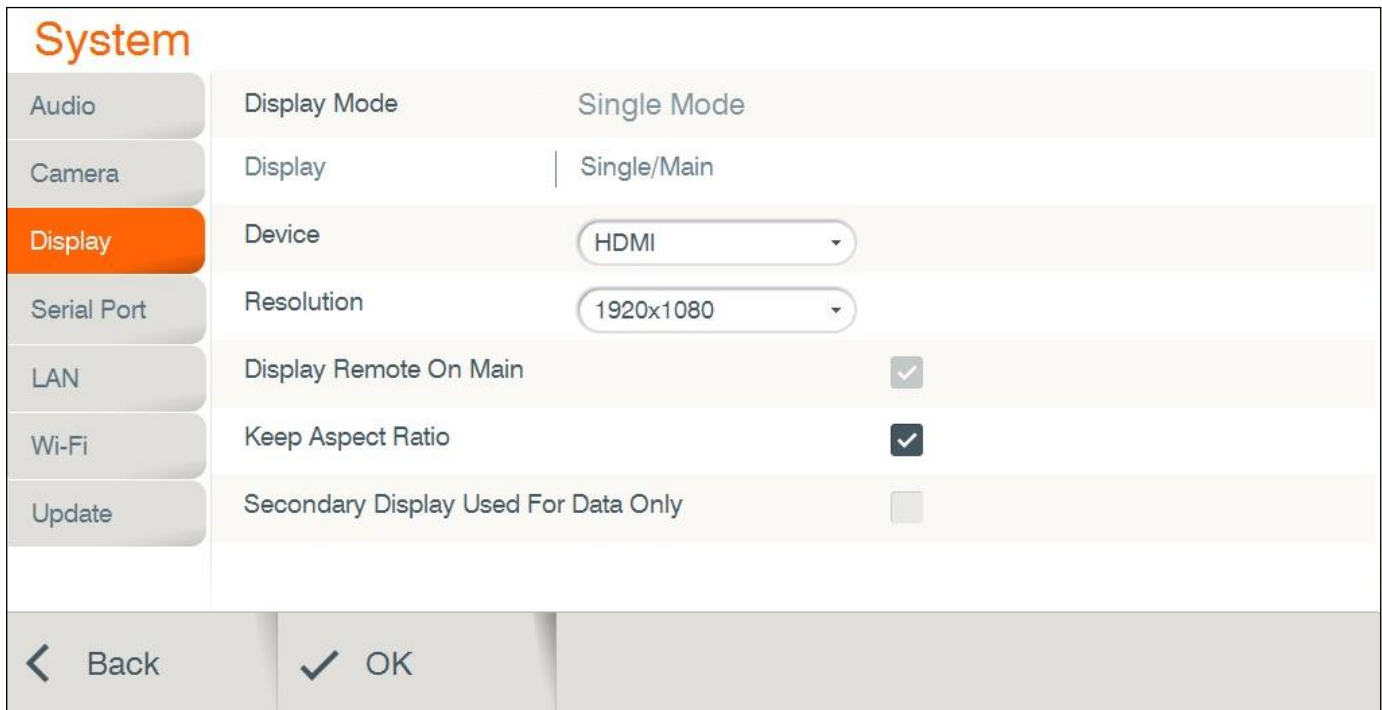 System
Audio
Display Mode Single Mode
Camera
Display Single/Main
Display
Device HDMI
Serial Port
Resolution 1920x1080
LAN
Display Remote On Main
Wi-Fi
Keep Aspect Ratio
Update
Secondary Display Used For Data Only
Back OK